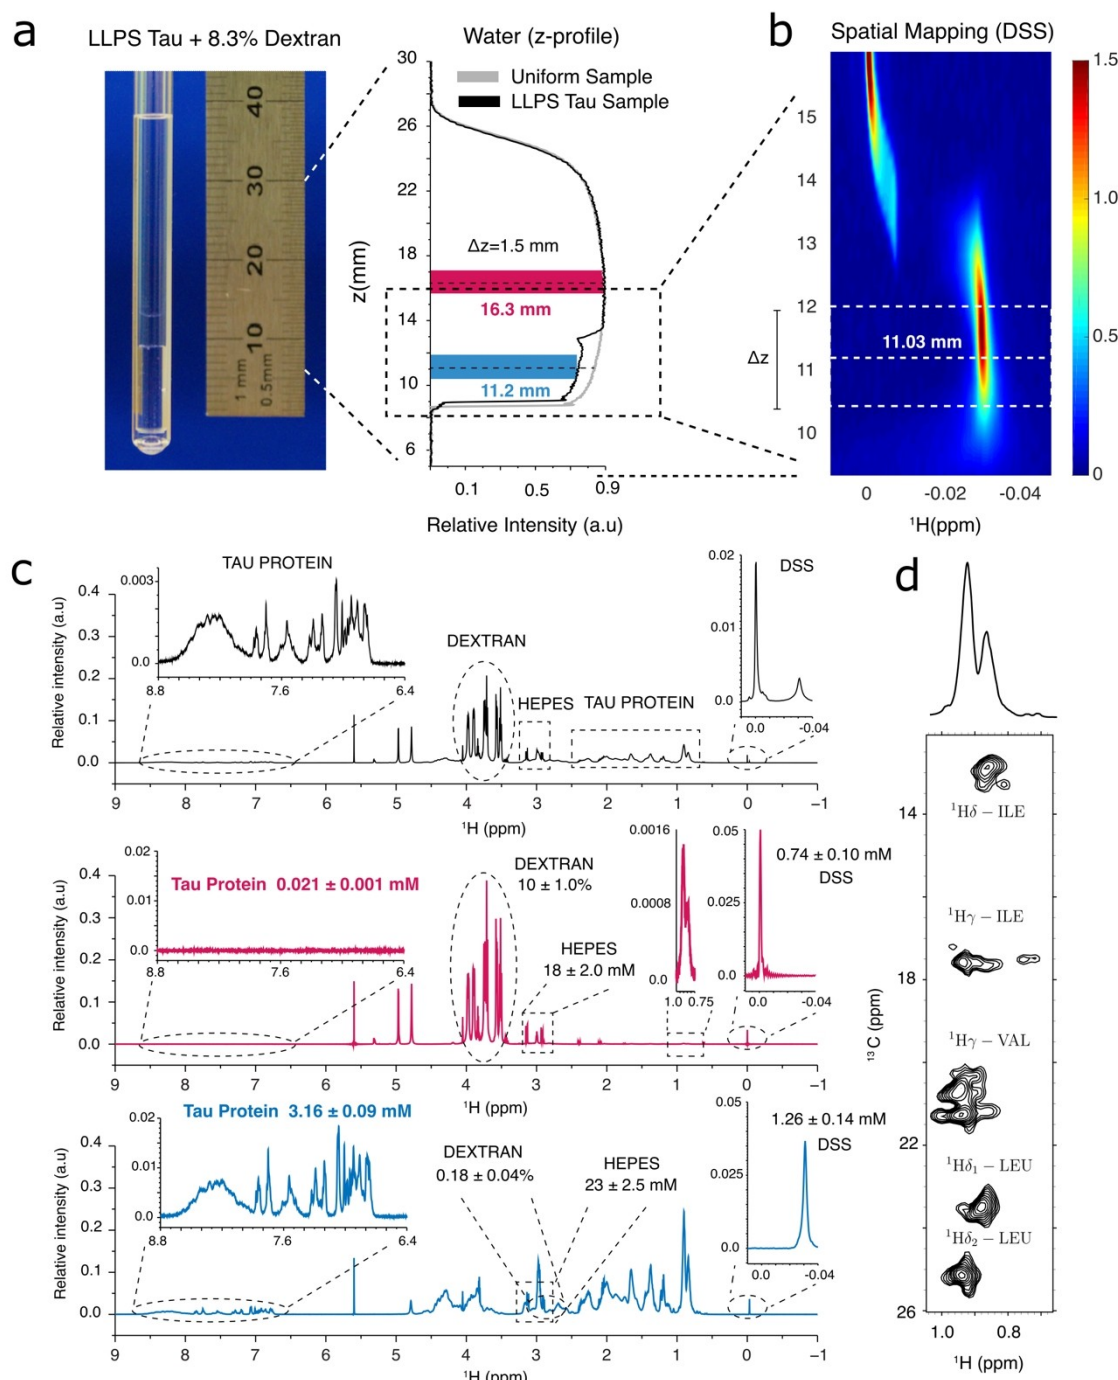 a
LLPS Tau + 8.3% Dextran
40
30
20
10
1 mm
0.5mm
Water (z-profile)
30
26
22
18
14
10
6
z(mm)
Uniform Sample
LLPS Tau Sample
Δz=1.5 mm
16.3 mm
11.2 mm
0.1 0.5 0.9
Relative Intensity (a.u)
b
Spatial Mapping (DSS)
15
14
13
12
11
10
Δz
11.03 mm
0 -0.02 -0.04
¹H(ppm)
1.5
1.0
0.5
0
c
TAU PROTEIN
0.003
0.0
8.8 7.6 6.4
Relative intensity (a.u)
0.4
0.3
0.2
0.1
0.0
DEXTRAN
HEPES
TAU PROTEIN
DSS
0.02
0.01
0.0
0.0 -0.04
9 8 7 6 5 4 3 2 1 0 −1
¹H (ppm)
Relative intensity (a.u)
0.4
0.3
0.2
0.1
0.0
0.02
0.01
0.0
8.8 7.6 6.4
Tau Protein 0.021 ± 0.001 mM
DEXTRAN
10 ± 1.0%
HEPES
18 ± 2.0 mM
0.0016
0.0008
0.0
1.0 0.75
0.05
0.025
0.0
0.0 -0.04
0.74 ± 0.10 mM
DSS
9 8 7 6 5 4 3 2 1 0 −1
¹H (ppm)
Relative intensity (a.u)
0.4
0.3
0.2
0.1
0.0
Tau Protein 3.16 ± 0.09 mM
0.02
0.01
0.0
8.8 7.6 6.4
DEXTRAN
0.18 ± 0.04%
HEPES
23 ± 2.5 mM
0.05
0.025
0.0
0.0 -0.04
1.26 ± 0.14 mM
DSS
9 8 7 6 5 4 3 2 1 0 −1
¹H (ppm)
d
¹Hδ − ILE
¹Hγ − ILE
¹Hγ − VAL
¹Hδ₁ − LEU
¹Hδ₂ − LEU
14
18
22
26
¹³C (ppm)
1.0 0.8
¹H (ppm)